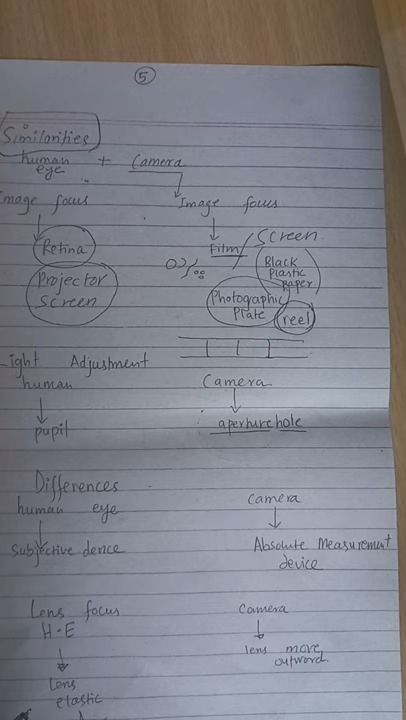 5
Similarities
human eye + Camera
Image focus Image focus
Retina Film / Screen
Projector Screen Black Plastic Paper
Photographic Plate reel
Light Adjustment
human Camera
pupil aperture hole
Differences
human eye Camera
Subjective dence Absolute Measurement device
Lens focus Camera
H.E lens move outward
Lens elastic